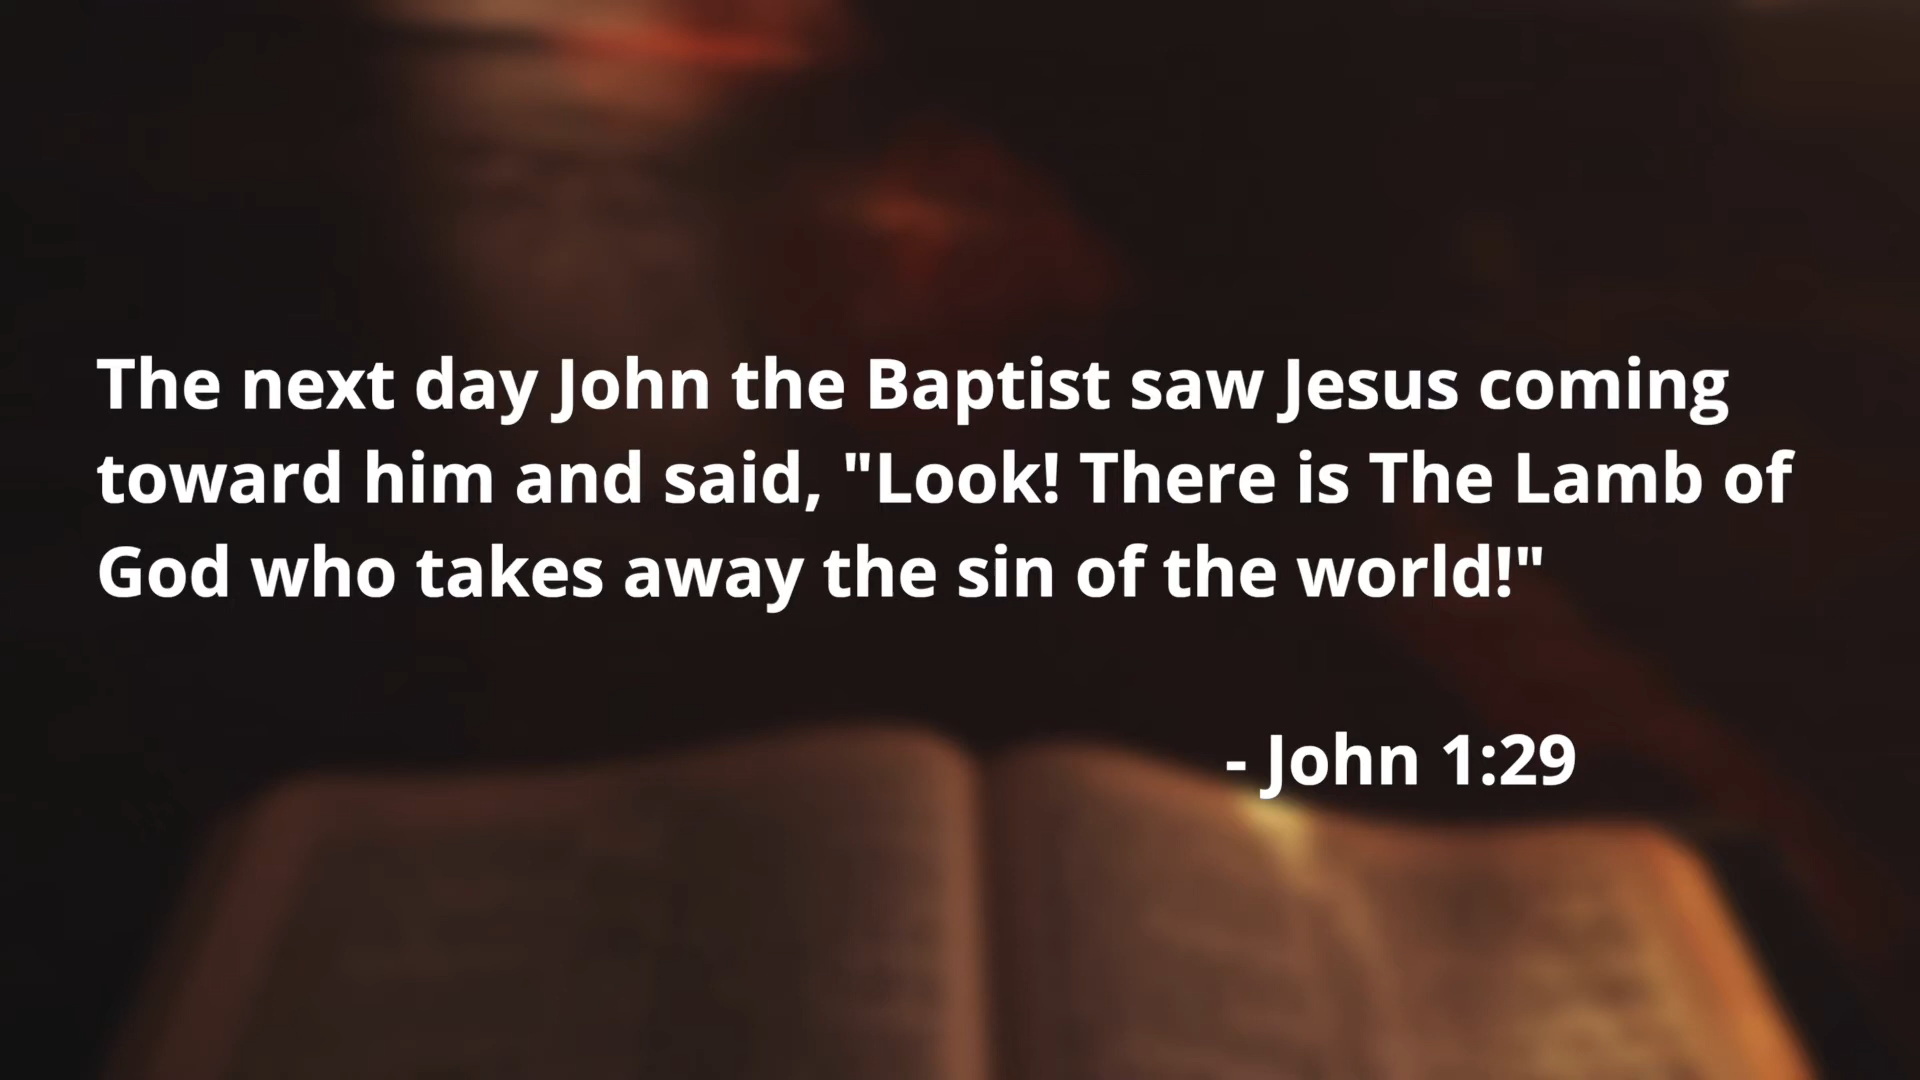 The next day John the Baptist saw Jesus coming
toward him and said, "Look! There is The Lamb of
God who takes away the sin of the world!"
- John 1:29